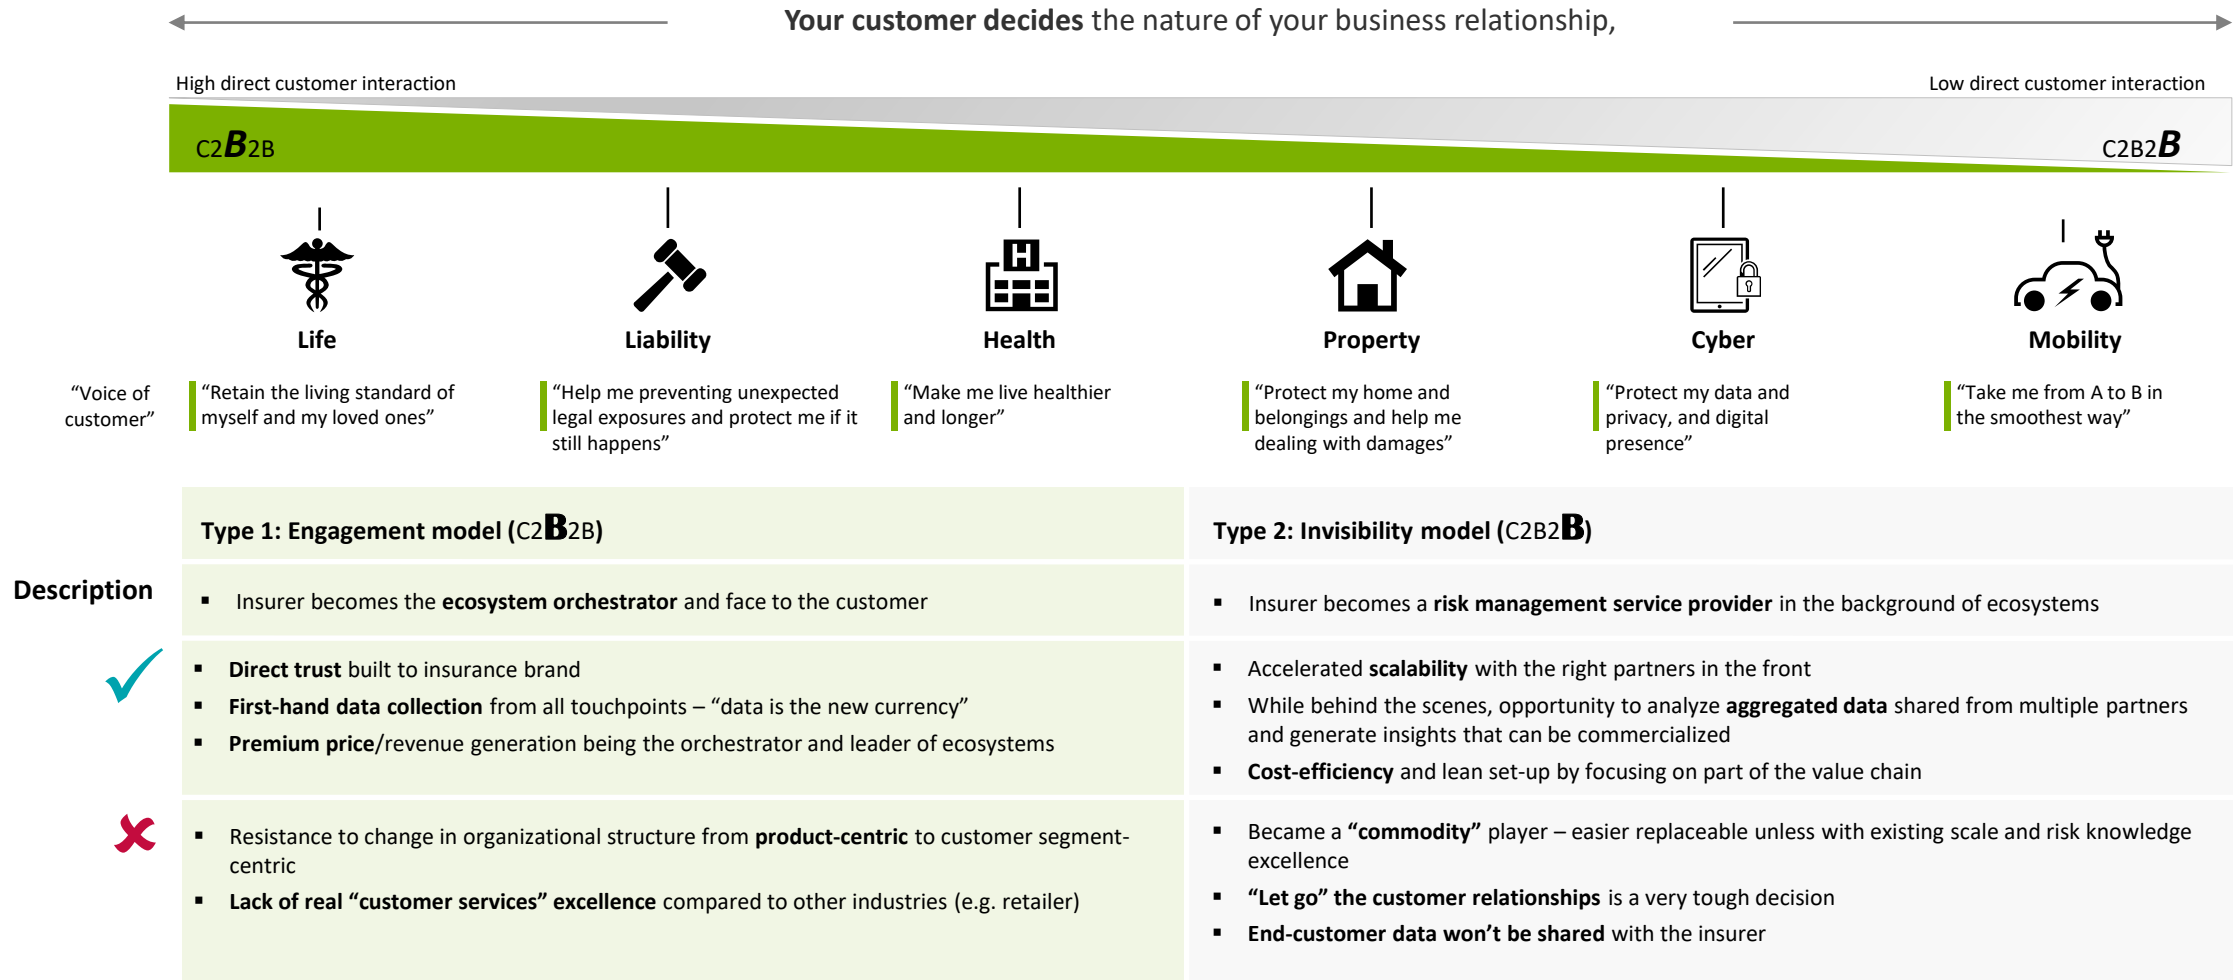 Your customer decides the nature of your business relationship,
High direct customer interaction
Low direct customer interaction
C2B2B
C2B2B
H
Life
Liability
Health
Property
Cyber
Mobility
“Voice of
customer”
“Retain the living standard of
myself and my loved ones”
“Help me preventing unexpected
legal exposures and protect me if it
still happens”
“Make me live healthier
and longer”
“Protect my home and
belongings and help me
dealing with damages”
“Protect my data and
privacy, and digital
presence”
“Take me from A to B in
the smoothest way”
Type 1: Engagement model (C2B2B)
Type 2: Invisibility model (C2B2B)
Description
▪ Insurer becomes the ecosystem orchestrator and face to the customer
▪ Insurer becomes a risk management service provider in the background of ecosystems
▪ Direct trust built to insurance brand
▪ First-hand data collection from all touchpoints – “data is the new currency”
▪ Premium price/revenue generation being the orchestrator and leader of ecosystems
▪ Accelerated scalability with the right partners in the front
▪ While behind the scenes, opportunity to analyze aggregated data shared from multiple partners
and generate insights that can be commercialized
▪ Cost-efficiency and lean set-up by focusing on part of the value chain
▪ Resistance to change in organizational structure from product-centric to customer segment-
centric
▪ Lack of real “customer services” excellence compared to other industries (e.g. retailer)
▪ Became a “commodity” player – easier replaceable unless with existing scale and risk knowledge
excellence
▪ “Let go” the customer relationships is a very tough decision
▪ End-customer data won’t be shared with the insurer